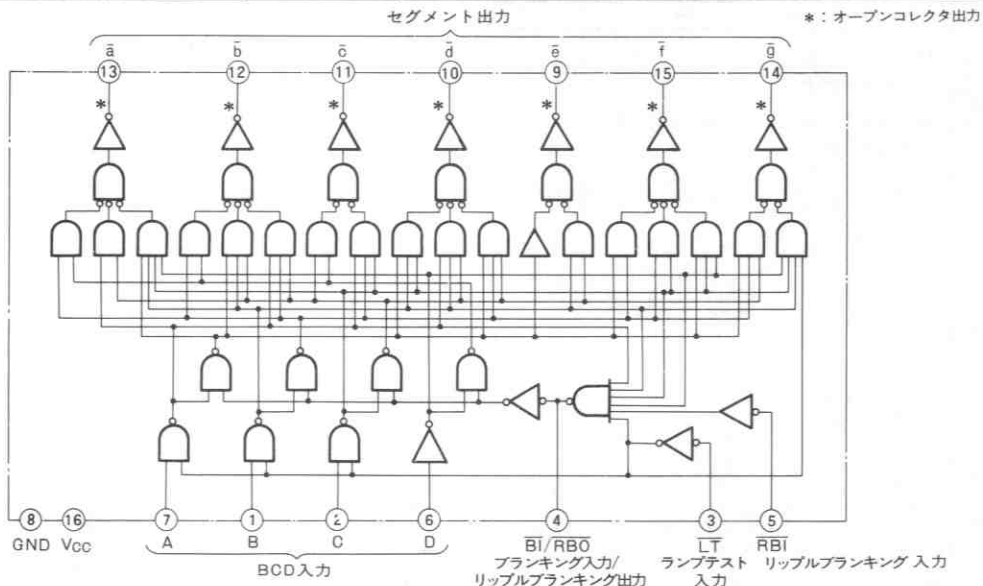 セグメント出力
*：オープンコレクタ出力
a̅ b̅ c̅ d̅ e̅ f̅ g̅
13 12 11 10 9 15 14
* * * * * * *
8 16 7 1 2 6 4 3 5
GND VCC A B C D B̅I̅/R̅B̅O̅ L̅T̅ R̅B̅I̅
BCD入力
ブランキング入力/
リップルブランキング出力
ランプテスト
入力
リップルブランキング 入力